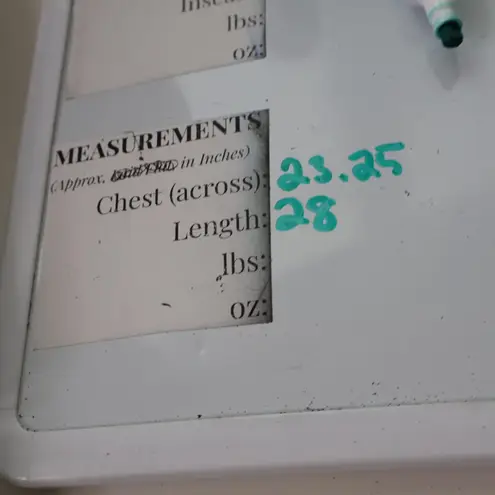 lbs:
oz:
MEASUREMENTS
(Approx, in Inches)
Chest (across): 23.25
Length: 28
lbs:
oz: